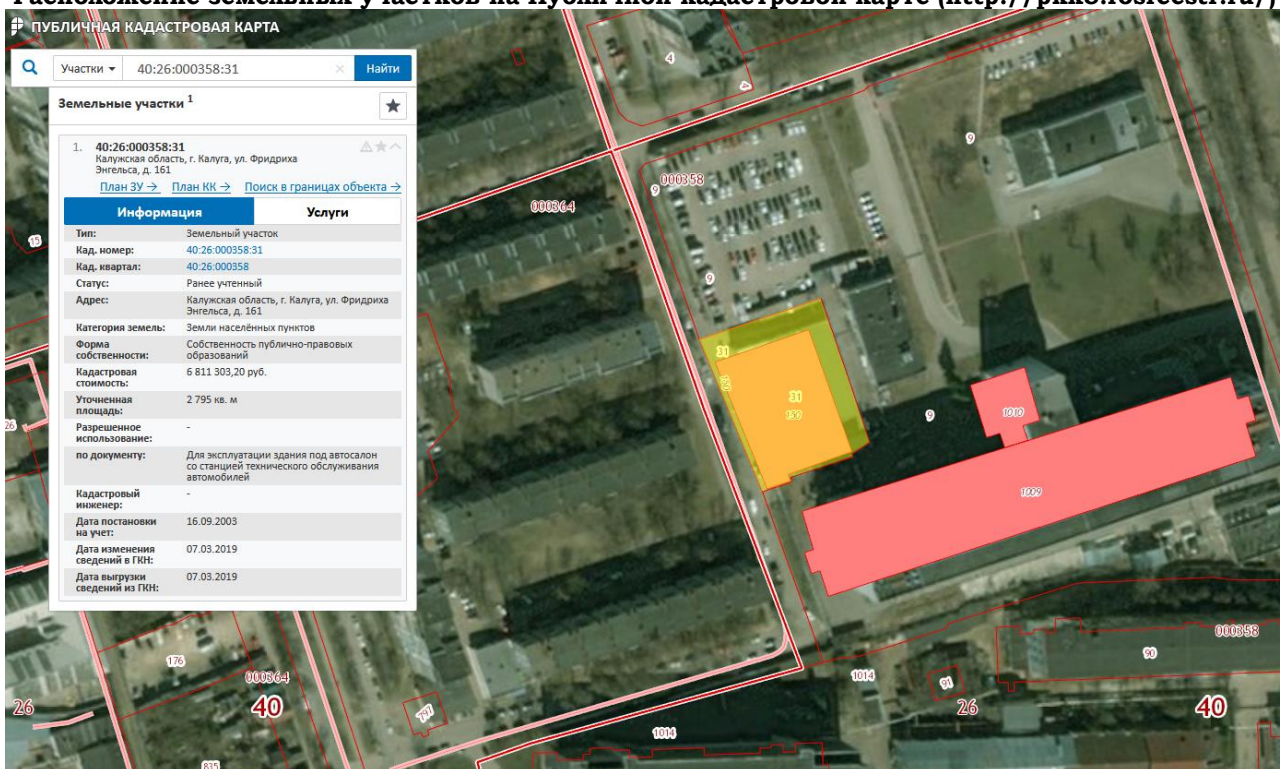 Расположение земельных участков на Публичной кадастровой карте (http://pkk5.rosreestr.ru/)
ПУБЛИЧНАЯ КАДАСТРОВАЯ КАРТА
Участки 40:26:000358:31 × Найти
Земельные участки 1
1. 40:26:000358:31
Калужская область, г. Калуга, ул. Фридриха
Энгельса, д. 161
План ЗУ → План КК → Поиск в границах объекта →
Информация Услуги
Тип: Земельный участок
Кад. номер: 40:26:000358:31
Кад. квартал: 40:26:000358
Статус: Ранее учтенный
Адрес: Калужская область, г. Калуга, ул. Фридриха
Энгельса, д. 161
Категория земель: Земли населённых пунктов
Форма Собственность публично-правовых
собственности: образований
Кадастровая 6 811 303,20 руб.
стоимость:
Уточненная 2 795 кв. м
площадь:
Разрешенное -
использование:
по документу: Для эксплуатации здания под автосалон
со станцией технического обслуживания
автомобилей
Кадастровый -
инженер:
Дата постановки 16.09.2003
на учет:
Дата изменения 07.03.2019
сведений в ГКН:
Дата выгрузки 07.03.2019
сведений из ГКН:
4
4
9
000358
9
000364
15
9
31
150
31
150
9
1010
26
1009
000358
176
90
000364
1014
91
26
40
26
40
797
1014
835